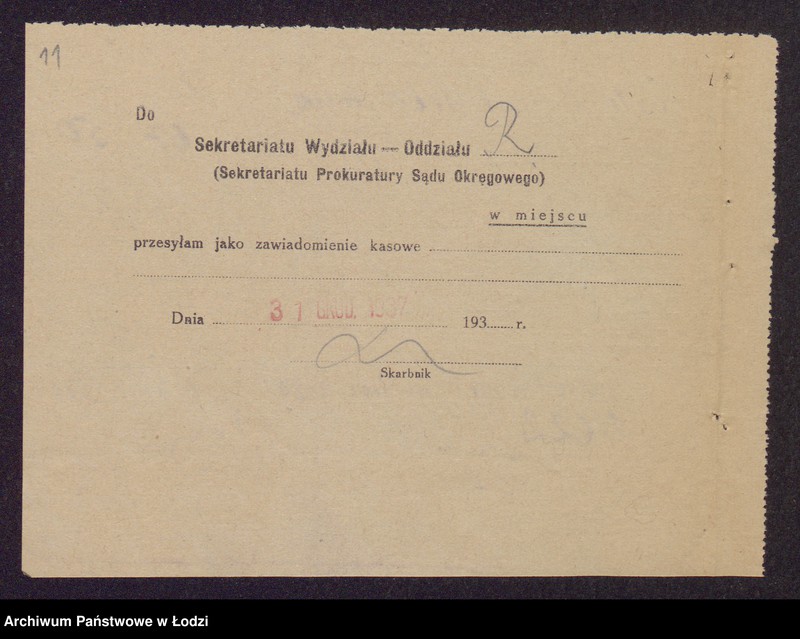 11
Do
Sekretariatu Wydziału — Oddziału R
(Sekretariatu Prokuratury Sądu Okręgowego)
w miejscu
przesyłam jako zawiadomienie kasowe
Dnia 31 GRUD. 1937 193 r.
Skarbnik
Archiwum Państwowe w Łodzi